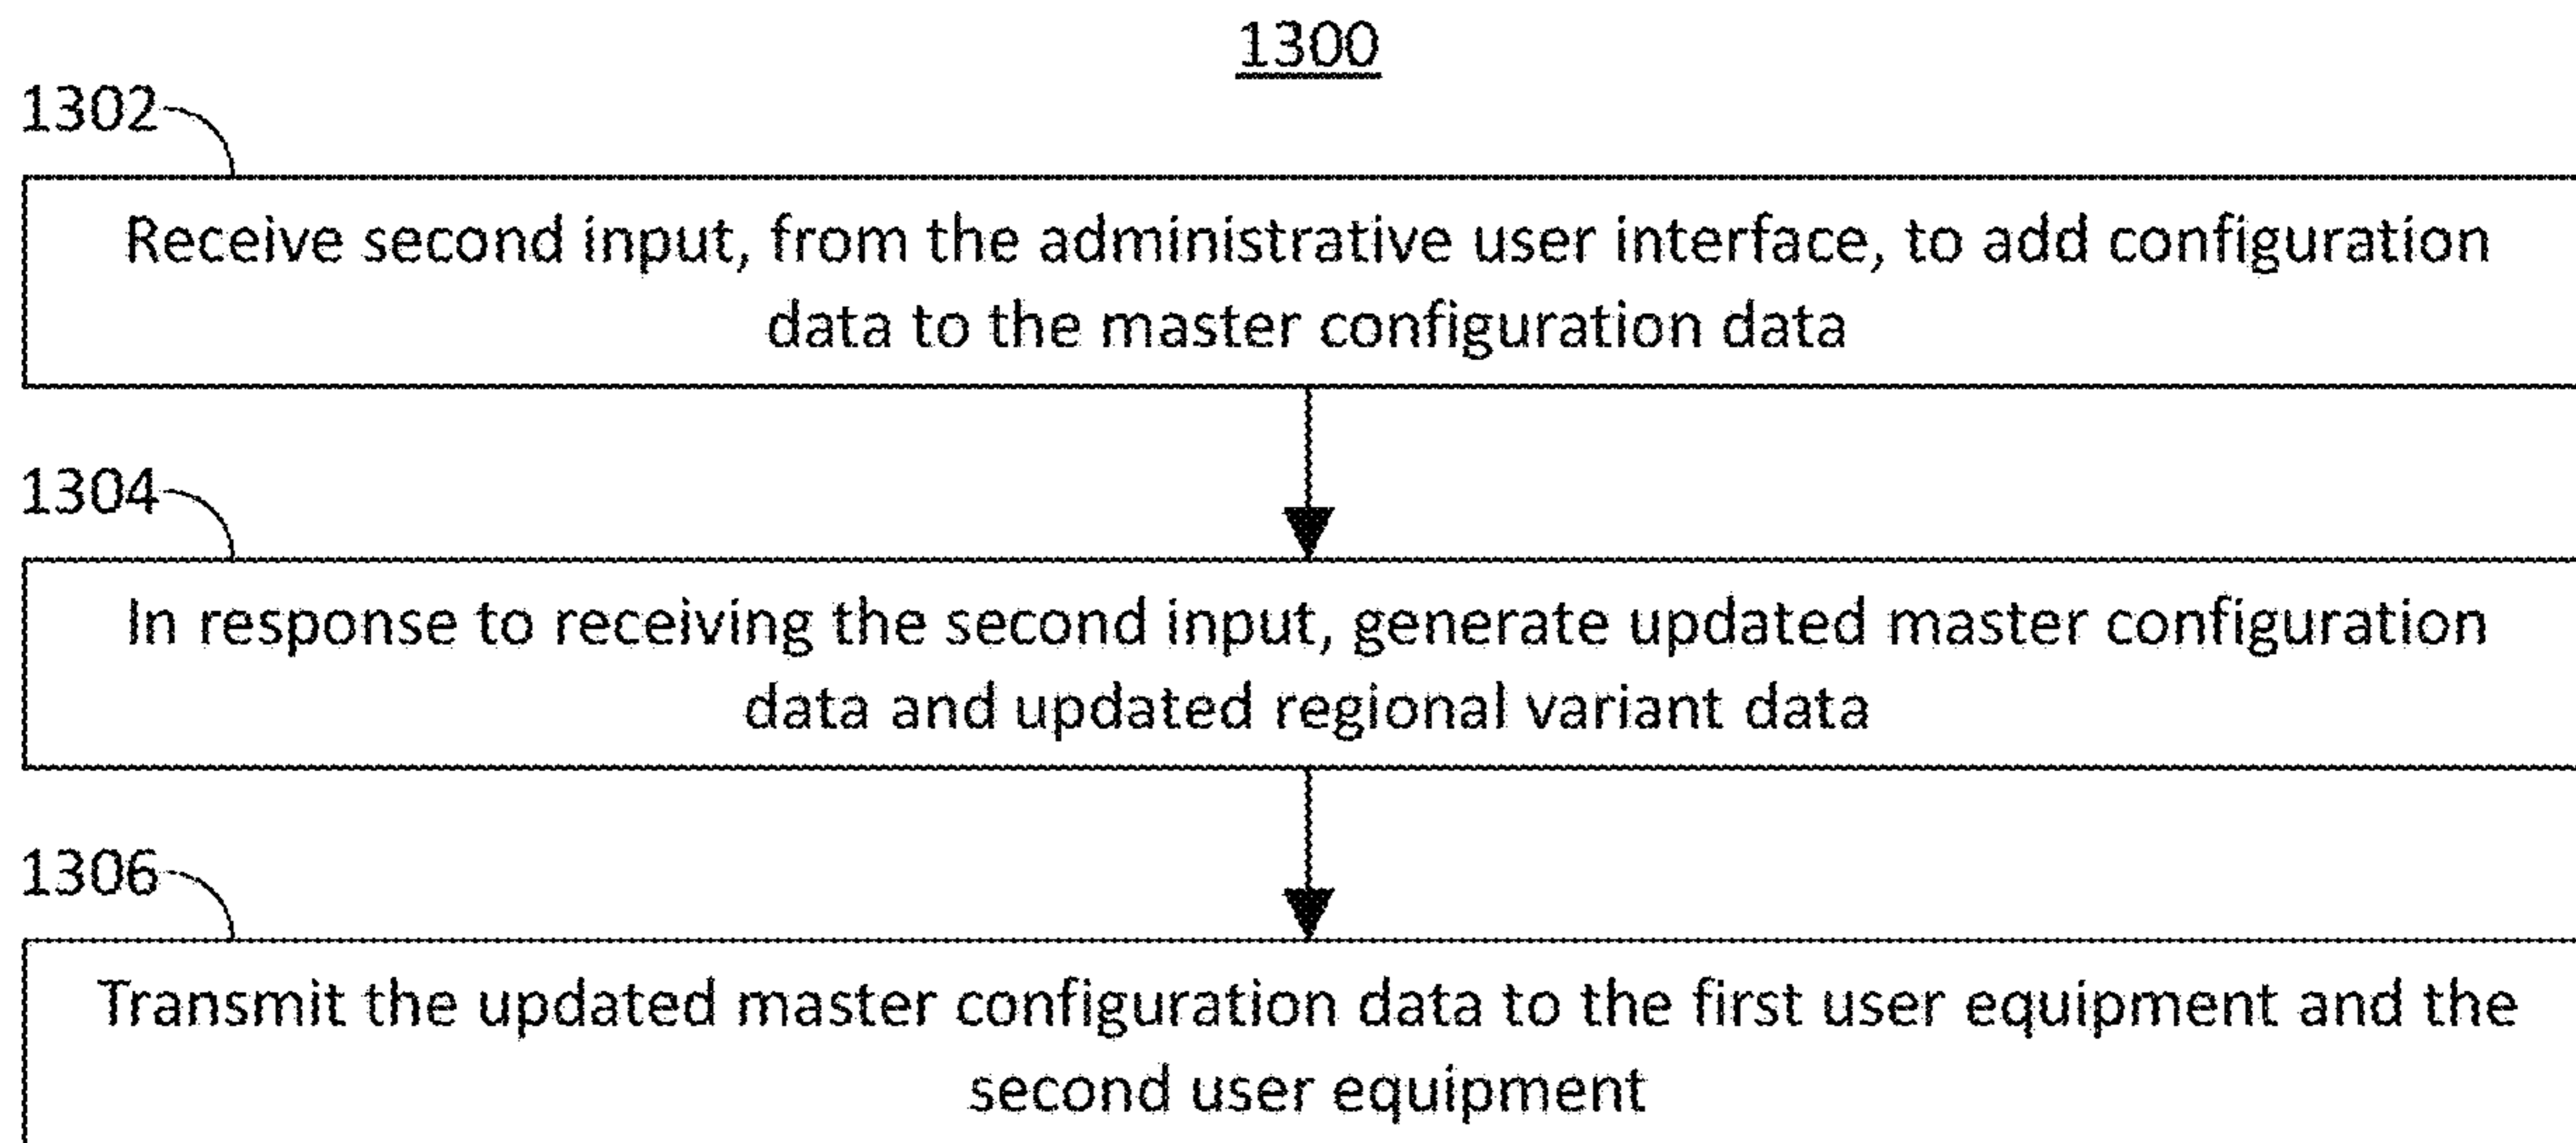 1300
1302
Receive second input, from the administrative user interface, to add configuration
data to the master configuration data
1304
In response to receiving the second input, generate updated master configuration
data and updated regional variant data
1306
Transmit the updated master configuration data to the first user equipment and the
second user equipment